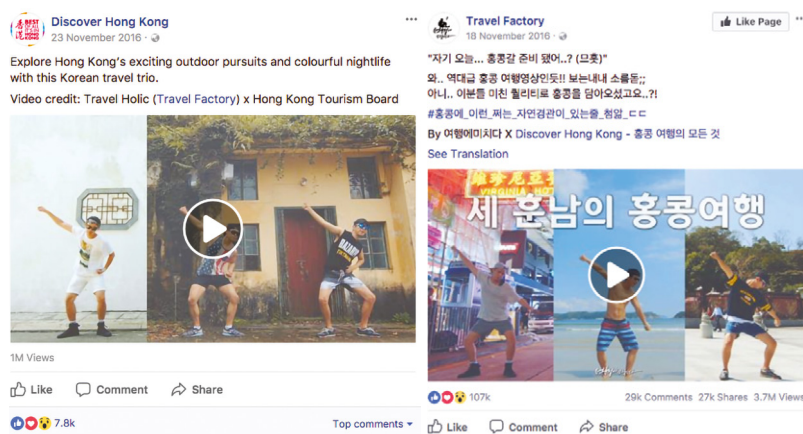 Discover Hong Kong
23 November 2016
Explore Hong Kong's exciting outdoor pursuits and colourful nightlife
with this Korean travel trio.
Video credit: Travel Holic (Travel Factory) x Hong Kong Tourism Board
1M Views
Like Comment Share
7.8k Top comments
Travel Factory
18 November 2016
Like Page
"자기 오늘... 홍콩갈 준비 됐어..? (므흣)"
와.. 역대급 홍콩 여행영상인듯!! 보는내내 소름돋;;
아니.. 이분들 미친 퀄리티로 홍콩을 담아오셨고요..?!
#홍콩에_이런_쩌는_자연경관이_있는줄_첨앎_ㄷㄷ
By 여행에미치다 X Discover Hong Kong - 홍콩 여행의 모든 것
See Translation
VIRGINIA
세 훈남의 홍콩여행
107k 29k Comments 27k Shares 3.7M Views
Like Comment Share